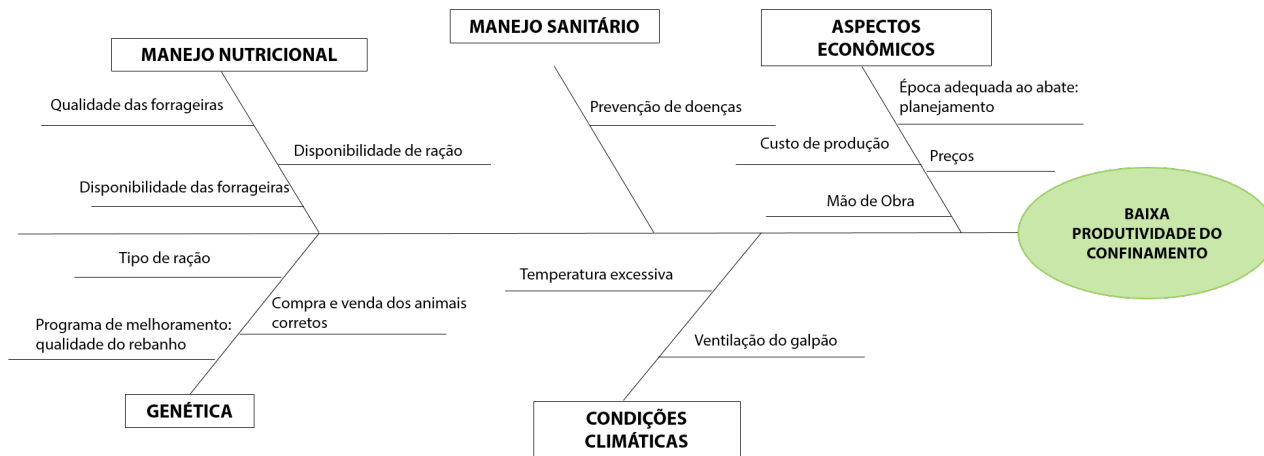 MANEJO NUTRICIONAL
MANEJO SANITÁRIO
ASPECTOS
ECONÔMICOS
Qualidade das forrageiras
Disponibilidade de ração
Disponibilidade das forrageiras
Prevenção de doenças
Época adequada ao abate:
planejamento
Custo de produção
Preços
Mão de Obra
BAIXA
PRODUTIVIDADE DO
CONFINAMENTO
Tipo de ração
Compra e venda dos animais
corretos
Programa de melhoramento:
qualidade do rebanho
Temperatura excessiva
Ventilação do galpão
GENÉTICA
CONDIÇÕES
CLIMÁTICAS